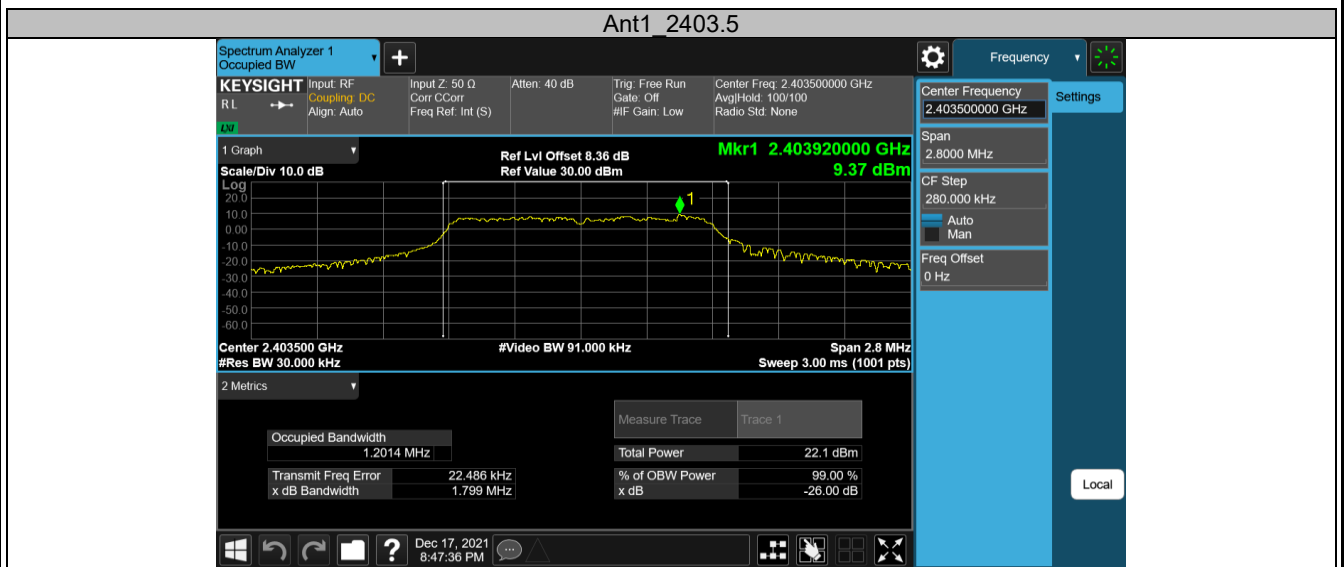 Ant1_2403.5
Spectrum Analyzer 1
Occupied BW
+
Frequency
KEYSIGHT
RL
LXI
Input: RF
Coupling: DC
Align: Auto
Input Z: 50 Ω
Corr CCorr
Freq Ref: Int (S)
Atten: 40 dB
Trig: Free Run
Gate: Off
#IF Gain: Low
Center Freq: 2.403500000 GHz
Avg|Hold: 100/100
Radio Std: None
Center Frequency
2.403500000 GHz
Settings
Span
2.8000 MHz
CF Step
280.000 kHz
Auto
Man
Freq Offset
0 Hz
Local
1 Graph
Scale/Div 10.0 dB
Ref Lvl Offset 8.36 dB
Ref Value 30.00 dBm
Mkr1 2.403920000 GHz
9.37 dBm
Log
20.0
10.0
0.00
-10.0
-20.0
-30.0
-40.0
-50.0
-60.0
1
Center 2.403500 GHz
#Res BW 30.000 kHz
#Video BW 91.000 kHz
Span 2.8 MHz
Sweep 3.00 ms (1001 pts)
2 Metrics
Measure Trace Trace 1
Occupied Bandwidth
1.2014 MHz
Total Power 22.1 dBm
Transmit Freq Error 22.486 kHz
% of OBW Power 99.00 %
x dB Bandwidth 1.799 MHz
x dB -26.00 dB
?
Dec 17, 2021
8:47:36 PM